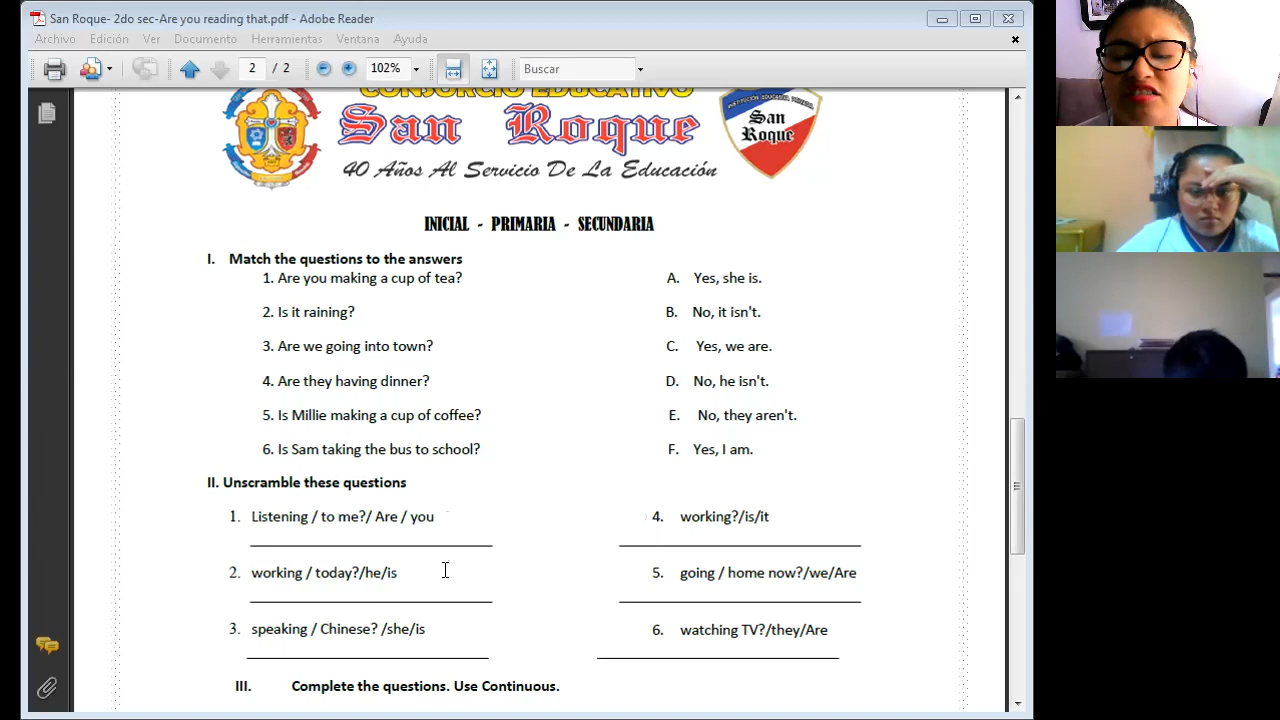 San Roque- 2do sec-Are you reading that.pdf - Adobe Reader
Archivo Edición Ver Documento Herramientas Ventana Ayuda
2 / 2 102% Buscar
CONSORCIO EDUCATIVO
San Roque
40 Años Al Servicio De La Educación
INSTITUCIÓN EDUCATIVA PRIVADA
San
Roque
INICIAL - PRIMARIA - SECUNDARIA
I. Match the questions to the answers
1. Are you making a cup of tea? A. Yes, she is.
2. Is it raining? B. No, it isn't.
3. Are we going into town? C. Yes, we are.
4. Are they having dinner? D. No, he isn't.
5. Is Millie making a cup of coffee? E. No, they aren't.
6. Is Sam taking the bus to school? F. Yes, I am.
II. Unscramble these questions
1. Listening / to me?/ Are / you 4. working?/is/it
2. working / today?/he/is 5. going / home now?/we/Are
3. speaking / Chinese? /she/is 6. watching TV?/they/Are
III. Complete the questions. Use Continuous.